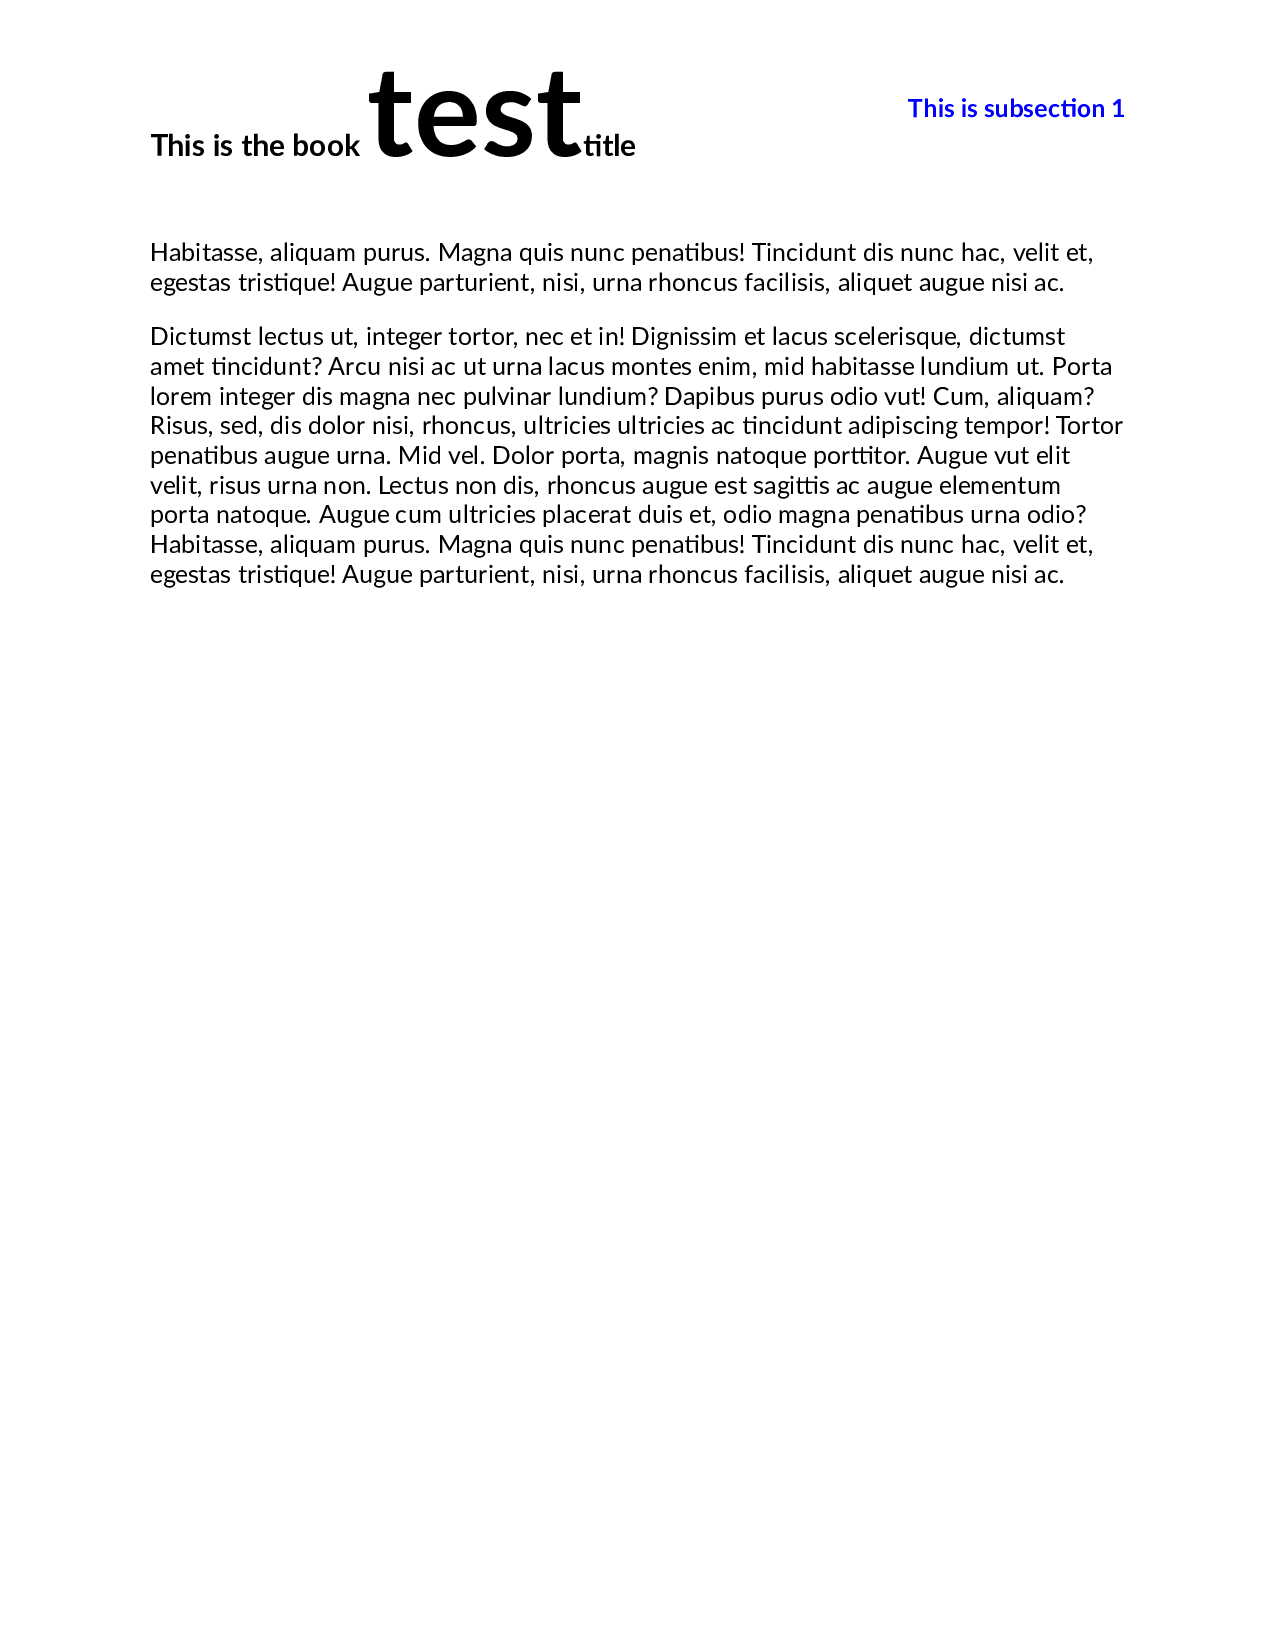 This is the book testtitle
This is subsection 1
Habitasse, aliquam purus. Magna quis nunc penatibus! Tincidunt dis nunc hac, velit et,
egestas tristique! Augue parturient, nisi, urna rhoncus facilisis, aliquet augue nisi ac.
Dictumst lectus ut, integer tortor, nec et in! Dignissim et lacus scelerisque, dictumst
amet tincidunt? Arcu nisi ac ut urna lacus montes enim, mid habitasse lundium ut. Porta
lorem integer dis magna nec pulvinar lundium? Dapibus purus odio vut! Cum, aliquam?
Risus, sed, dis dolor nisi, rhoncus, ultricies ultricies ac tincidunt adipiscing tempor! Tortor
penatibus augue urna. Mid vel. Dolor porta, magnis natoque porttitor. Augue vut elit
velit, risus urna non. Lectus non dis, rhoncus augue est sagittis ac augue elementum
porta natoque. Augue cum ultricies placerat duis et, odio magna penatibus urna odio?
Habitasse, aliquam purus. Magna quis nunc penatibus! Tincidunt dis nunc hac, velit et,
egestas tristique! Augue parturient, nisi, urna rhoncus facilisis, aliquet augue nisi ac.